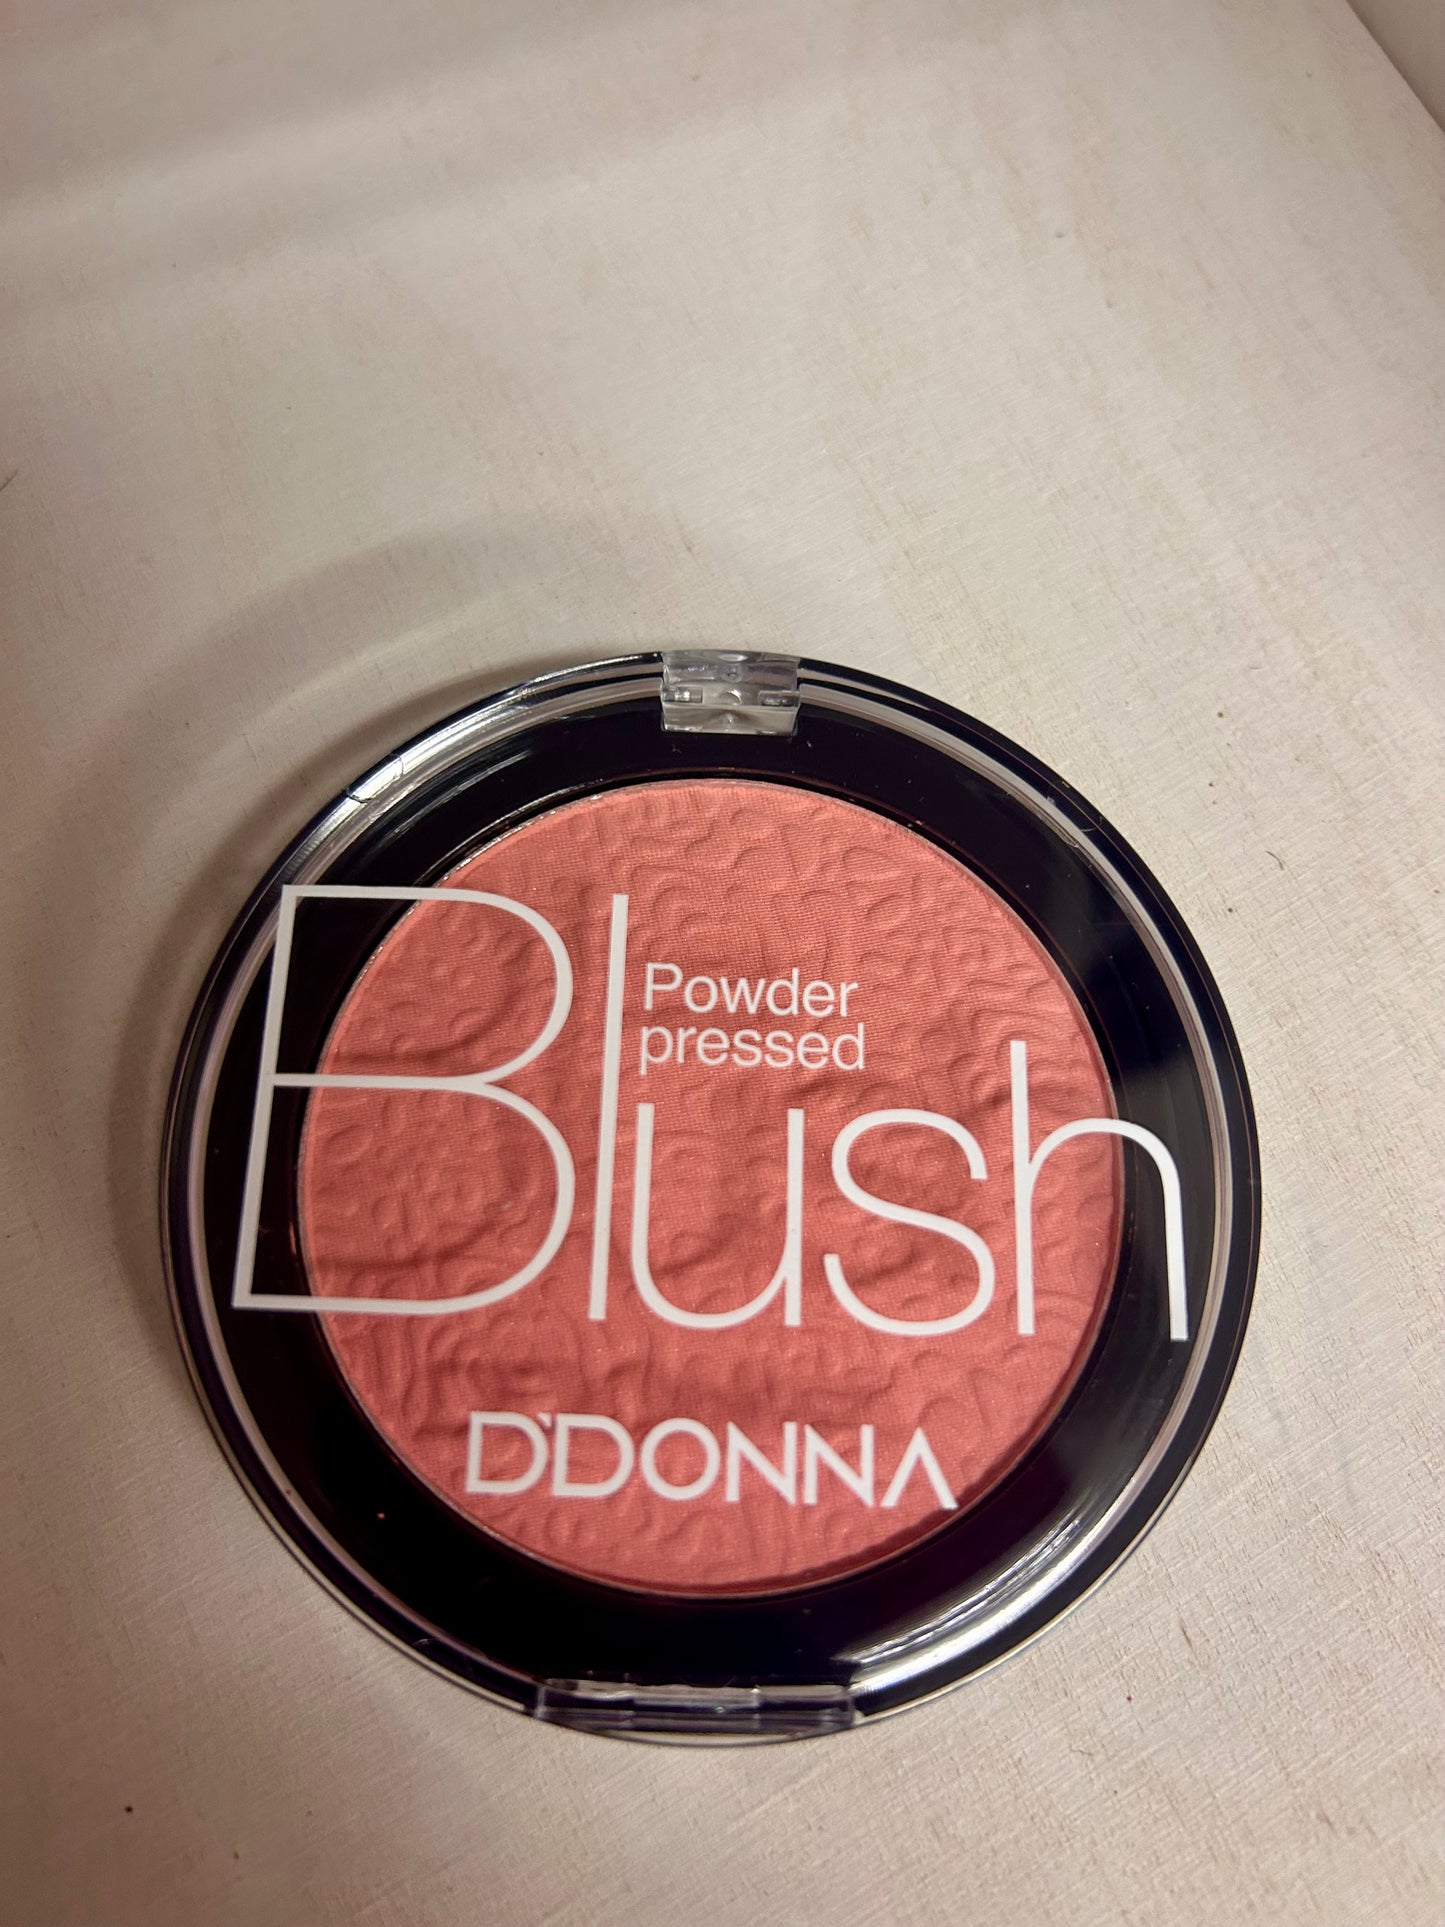 Powder
pressed
Blush
D'DONNA